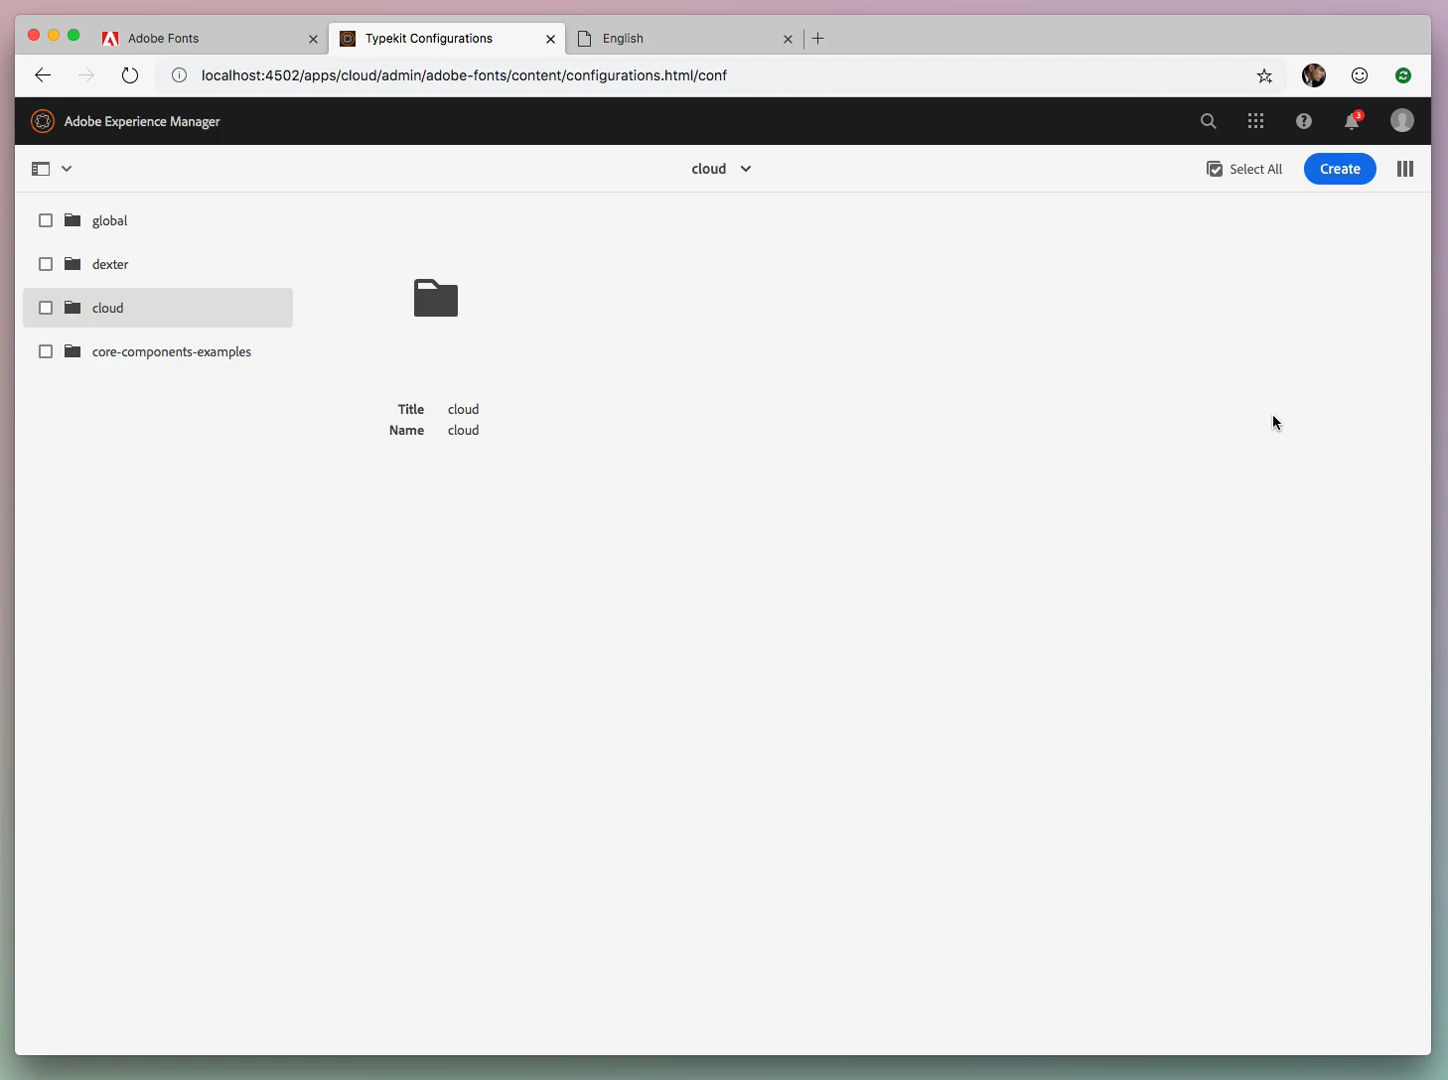 Adobe Fonts
Typekit Configurations
English
localhost:4502/apps/cloud/admin/adobe-fonts/content/configurations.html/conf
Adobe Experience Manager
3
cloud
Select All
Create
global
dexter
cloud
core-components-examples
Title cloud
Name cloud